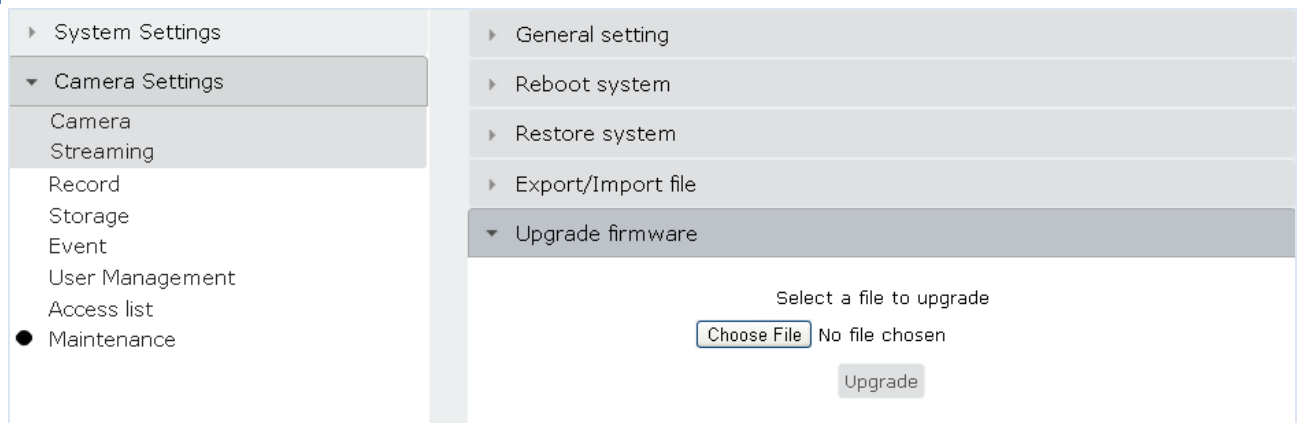 System Settings
Camera Settings
Camera
Streaming
Record
Storage
Event
User Management
Access list
Maintenance
General setting
Reboot system
Restore system
Export/Import file
Upgrade firmware
Select a file to upgrade
Choose File No file chosen
Upgrade